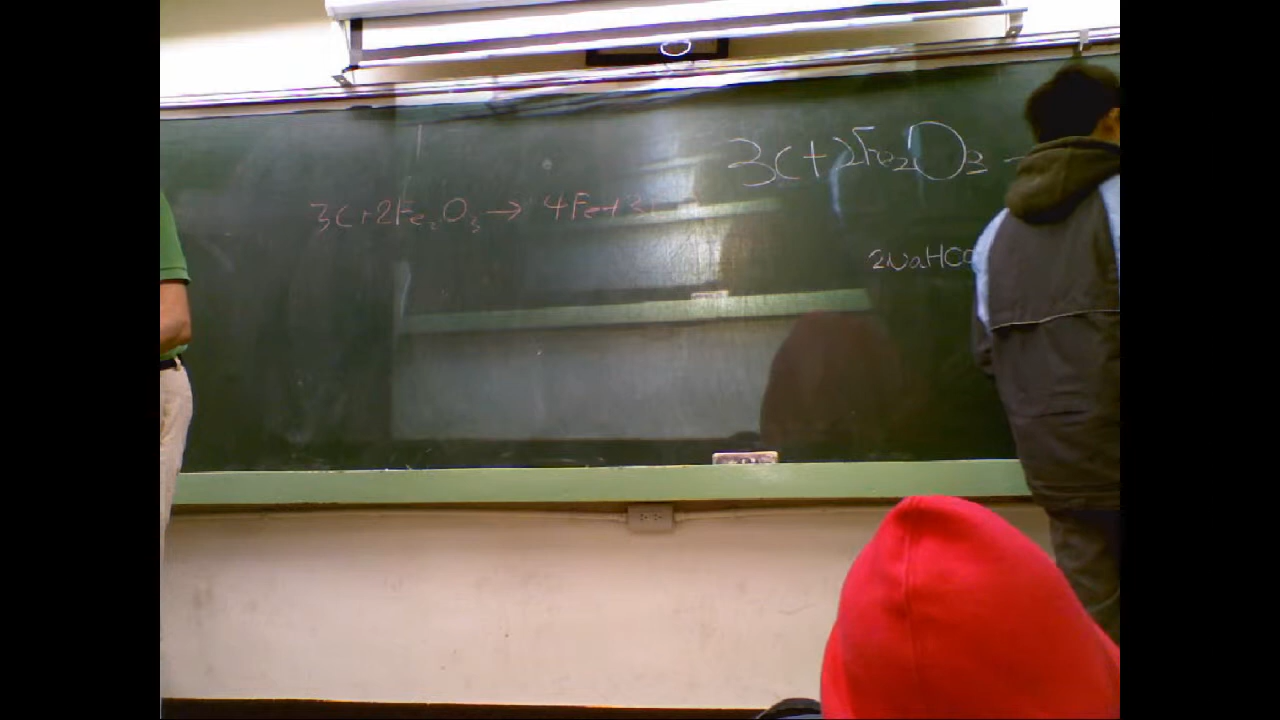 3C+2Fe₂O₃ → 4Fe+3
3C+2Fe₂O₃ →
2NaHCO